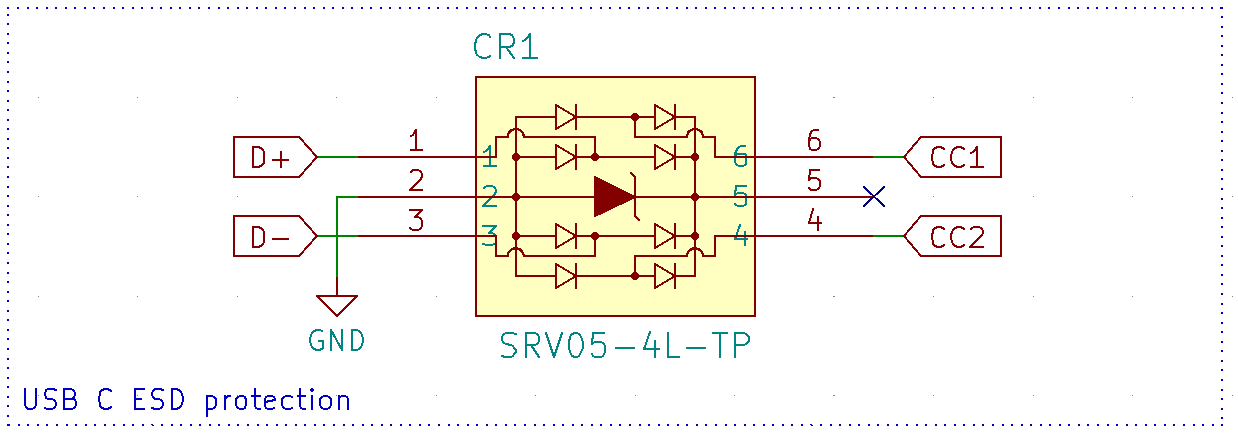 CR1
D+ 1 1 6 6 CC1
2 2 5 5
D- 3 3 4 4 CC2
GND
SRV05-4L-TP
USB C ESD protection